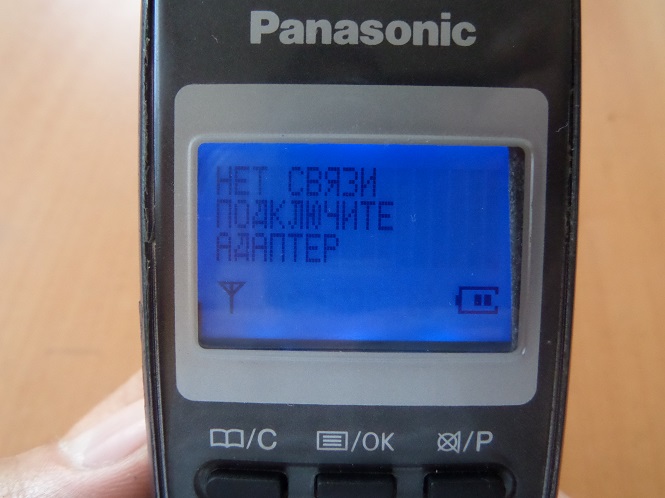 Panasonic
НЕТ СВЯЗИ
ПОДКЛЮЧИТЕ
АДАПТЕР
/C /OK /P